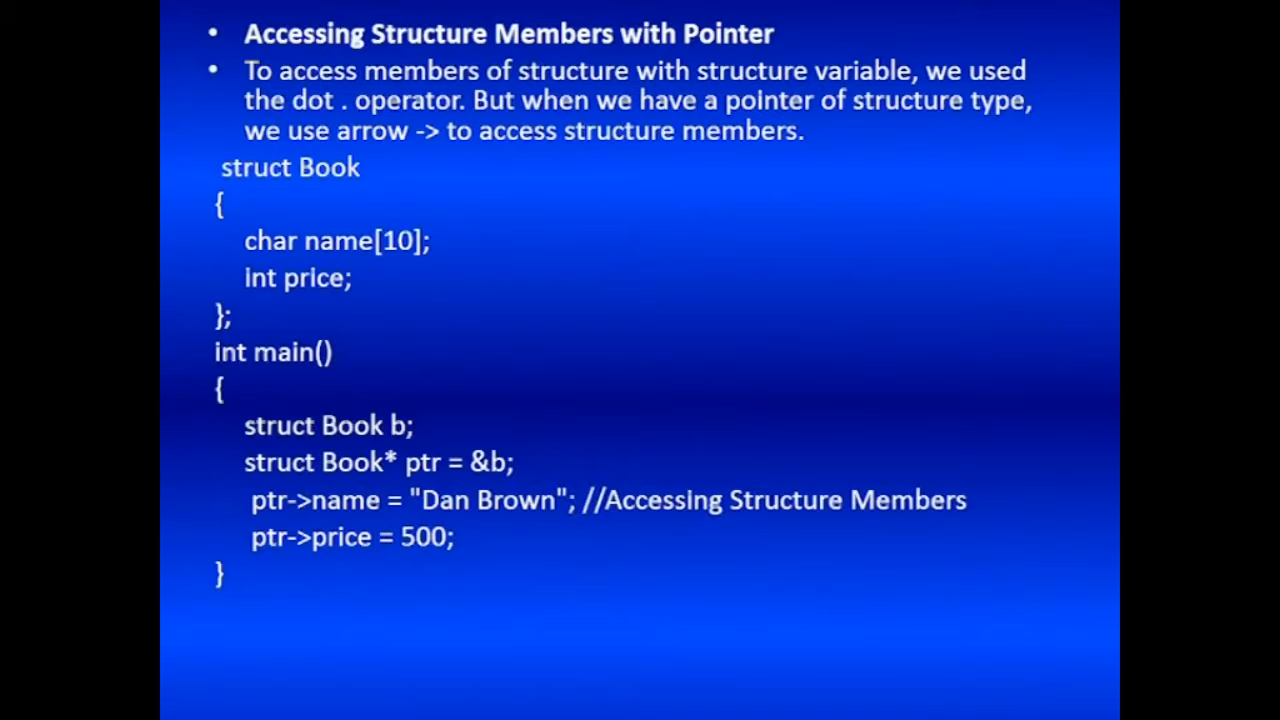 • Accessing Structure Members with Pointer
• To access members of structure with structure variable, we used
the dot . operator. But when we have a pointer of structure type,
we use arrow -> to access structure members.
struct Book
{
char name[10];
int price;
};
int main()
{
struct Book b;
struct Book* ptr = &b;
ptr->name = "Dan Brown"; //Accessing Structure Members
ptr->price = 500;
}